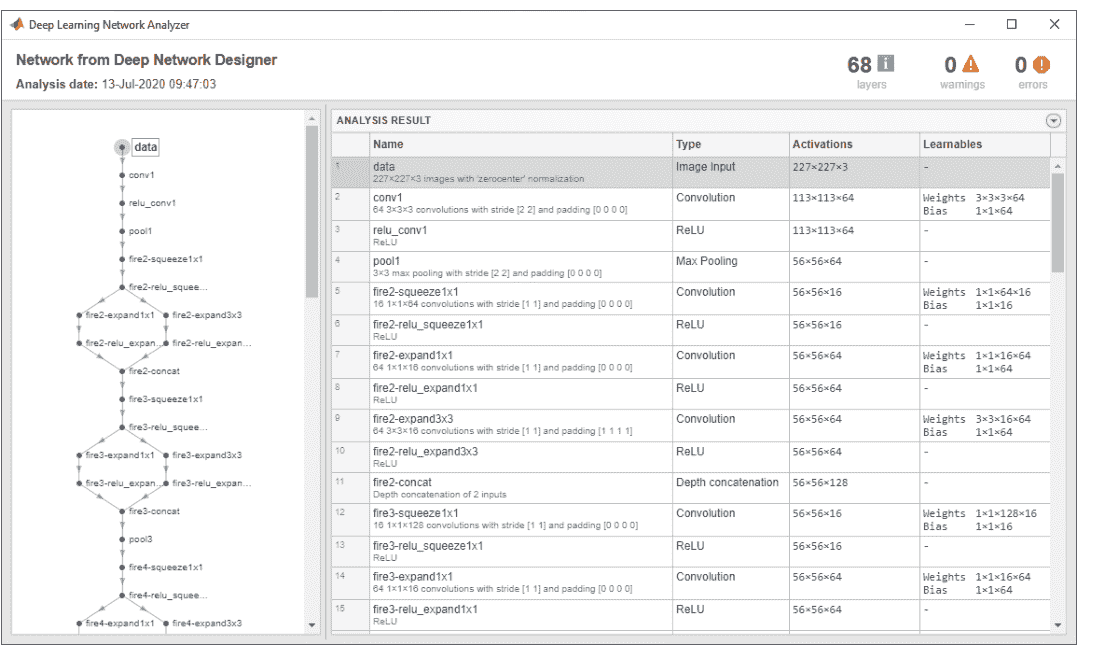 Deep Learning Network Analyzer
Network from Deep Network Designer
Analysis date: 13-Jul-2020 09:47:03
68 i
layers
0
warnings
0
errors
data
conv1
relu_conv1
pool1
fire2-squeeze1x1
fire2-relu_squee...
fire2-expand1x1 fire2-expand3x3
fire2-relu_expan... fire2-relu_expan...
fire2-concat
fire3-squeeze1x1
fire3-relu_squee...
fire3-expand1x1 fire3-expand3x3
fire3-relu_expan... fire3-relu_expan...
fire3-concat
pool3
fire4-squeeze1x1
fire4-relu_squee...
fire4-expand1x1 fire4-expand3x3
ANALYSIS RESULT
Name Type Activations Learnables
1 data Image Input 227×227×3 -
227×227×3 images with 'zerocenter' normalization
2 conv1 Convolution 113×113×64 Weights 3×3×3×64
64 3×3×3 convolutions with stride [2 2] and padding [0 0 0 0] Bias 1×1×64
3 relu_conv1 ReLU 113×113×64 -
ReLU
4 pool1 Max Pooling 56×56×64 -
3×3 max pooling with stride [2 2] and padding [0 0 0 0]
5 fire2-squeeze1x1 Convolution 56×56×16 Weights 1×1×64×16
16 1×1×64 convolutions with stride [1 1] and padding [0 0 0 0] Bias 1×1×16
6 fire2-relu_squeeze1x1 ReLU 56×56×16 -
ReLU
7 fire2-expand1x1 Convolution 56×56×64 Weights 1×1×16×64
64 1×1×16 convolutions with stride [1 1] and padding [0 0 0 0] Bias 1×1×64
8 fire2-relu_expand1x1 ReLU 56×56×64 -
ReLU
9 fire2-expand3x3 Convolution 56×56×64 Weights 3×3×16×64
64 3×3×16 convolutions with stride [1 1] and padding [1 1 1 1] Bias 1×1×64
10 fire2-relu_expand3x3 ReLU 56×56×64 -
ReLU
11 fire2-concat Depth concatenation 56×56×128 -
Depth concatenation of 2 inputs
12 fire3-squeeze1x1 Convolution 56×56×16 Weights 1×1×128×16
16 1×1×128 convolutions with stride [1 1] and padding [0 0 0 0] Bias 1×1×16
13 fire3-relu_squeeze1x1 ReLU 56×56×16 -
ReLU
14 fire3-expand1x1 Convolution 56×56×64 Weights 1×1×16×64
64 1×1×16 convolutions with stride [1 1] and padding [0 0 0 0] Bias 1×1×64
15 fire3-relu_expand1x1 ReLU 56×56×64 -
ReLU